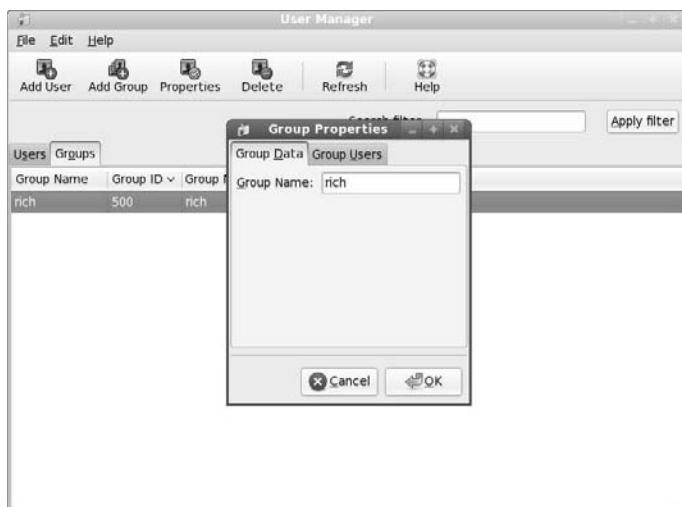 User Manager
File Edit Help
Add User Add Group Properties Delete Refresh Help
Apply filter
Group Properties
Users Groups
Group Data Group Users
Group Name Group ID Group
Group Name: rich
rich 500 rich
Cancel OK